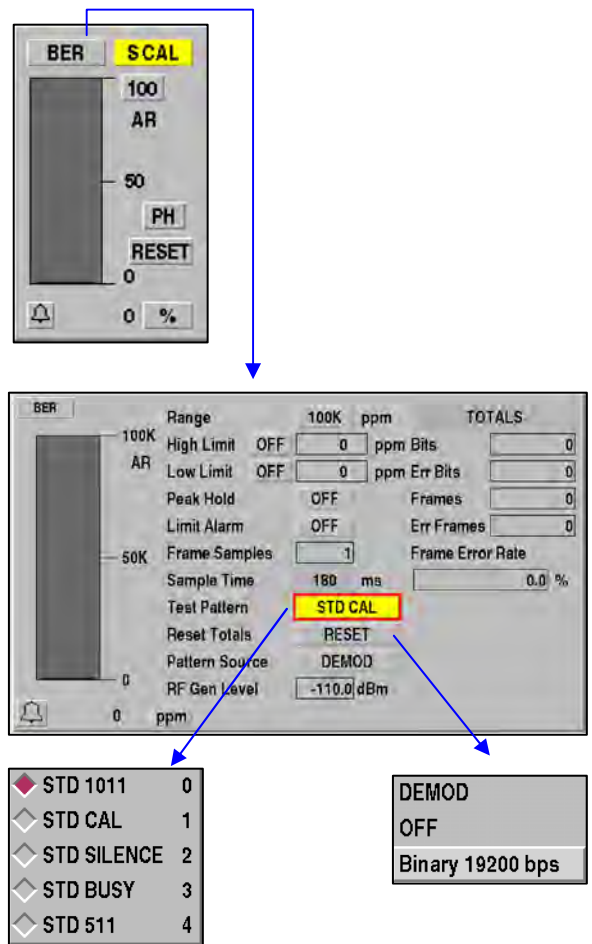 BER SCAL
100
AR
50
PH
RESET
0
0 %
BER
Range 100K ppm TOTALS
100K High Limit OFF 0 ppm Bits 0
AR Low Limit OFF 0 ppm Err Bits 0
Peak Hold OFF Frames 0
Limit Alarm OFF Err Frames 0
50K Frame Samples 1 Frame Error Rate
Sample Time 180 ms 0.0 %
Test Pattern STD CAL
Reset Totals RESET
Pattern Source DEMOD
0 RF Gen Level -110.0 dBm
0 ppm
STD 1011 0
STD CAL 1
STD SILENCE 2
STD BUSY 3
STD 511 4
DEMOD
OFF
Binary 19200 bps